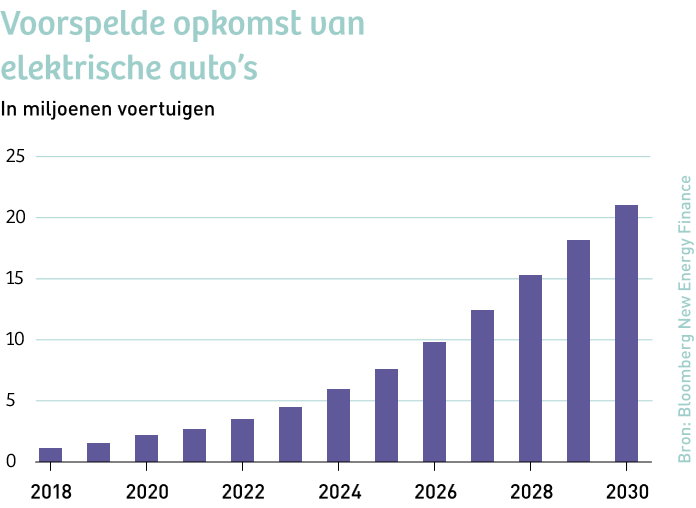 Voorspelde opkomst van
elektrische auto's
In miljoenen voertuigen
25
20
15
10
5
0
2018 2020 2022 2024 2026 2028 2030
Bron: Bloomberg New Energy Finance